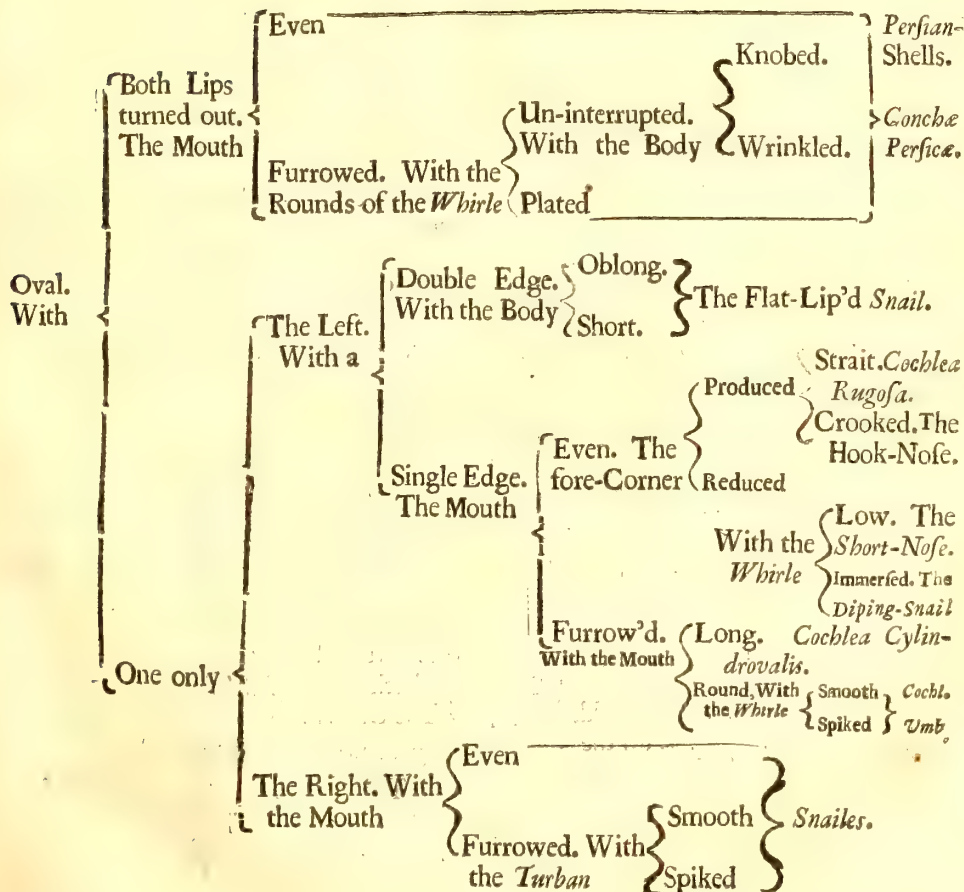 Even
Perſian-
Shells.
Both Lips
turned out.
The Mouth
Knobed.
Un-interrupted.
With the Body
Wrinkled.
Conchæ
Perſicæ.
Furrowed. With the
Rounds of the Whirle
Plated
Oval.
With
The Left.
With a
Double Edge.
With the Body
Oblong.
Short.
The Flat-Lip'd Snail.
Single Edge.
The Mouth
Even. The
fore-Corner
Produced
Strait. Cochlea
Rugoſa.
Crooked. The
Hook-Noſe.
Reduced
With the
Whirle
Low. The
Short-Noſe.
Immerſed. The
Diping-Snail
Furrow'd.
With the Mouth
Long. Cochlea Cylin-
drovalis.
Round, With
the Whirle
Smooth
Spiked
Cochl.
Umb.
One only
The Right. With
the Mouth
Even
Furrowed. With
the Turban
Smooth
Spiked
Snailes.